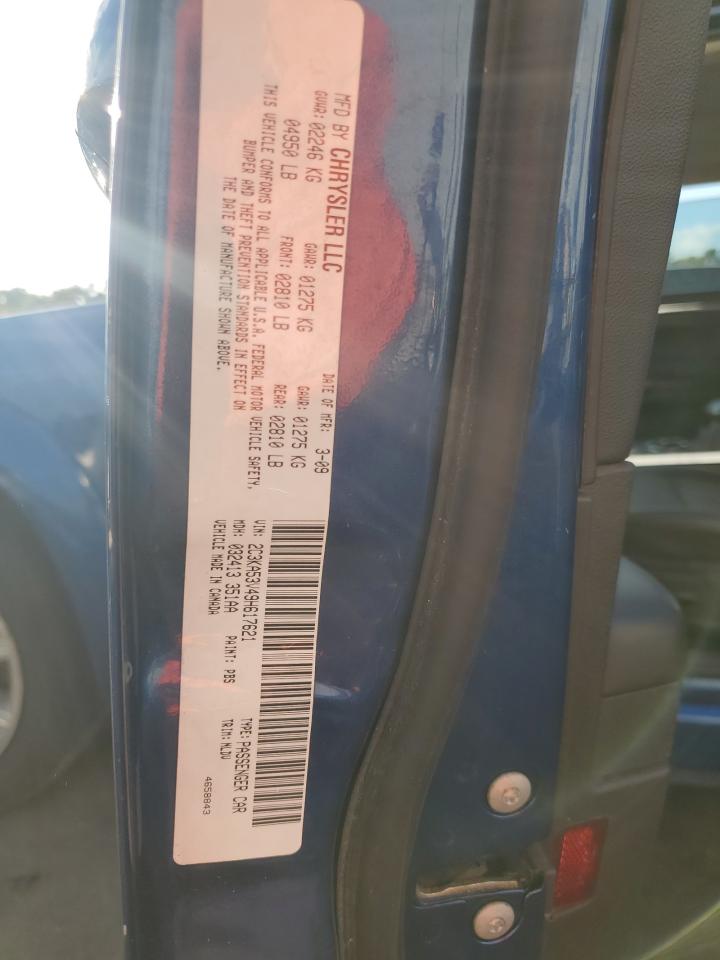 MFD BY CHRYSLER LLC
DATE OF MFR: 3-09
GVWR: 02246 KG GAWR: 01275 KG GAWR: 01275 KG
04950 LB FRONT: 02810 LB REAR: 02810 LB
THIS VEHICLE CONFORMS TO ALL APPLICABLE U.S.A. FEDERAL MOTOR VEHICLE SAFETY,
BUMPER AND THEFT PREVENTION STANDARDS IN EFFECT ON
THE DATE OF MANUFACTURE SHOWN ABOVE.
VIN: 2C3KA53V49H617621 TYPE: PASSENGER CAR
MDH: 032413 351AA PAINT: PBS TRIM: MLDV
VEHICLE MADE IN CANADA 4658843